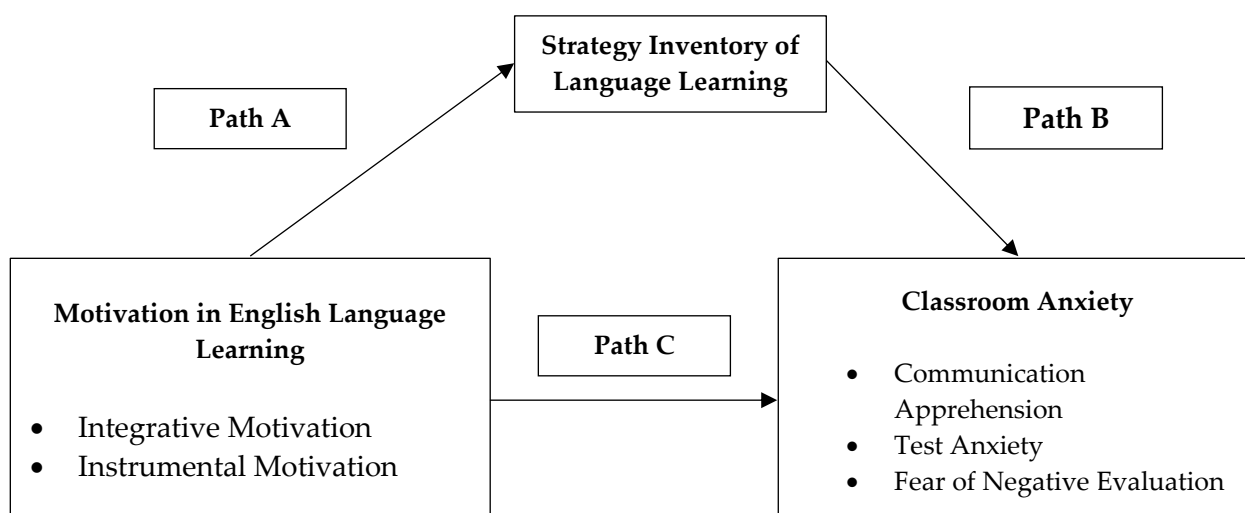 Strategy Inventory of
Language Learning
Path A
Path B
Motivation in English Language
Learning
• Integrative Motivation
• Instrumental Motivation
Path C
Classroom Anxiety
• Communication
Apprehension
• Test Anxiety
• Fear of Negative Evaluation